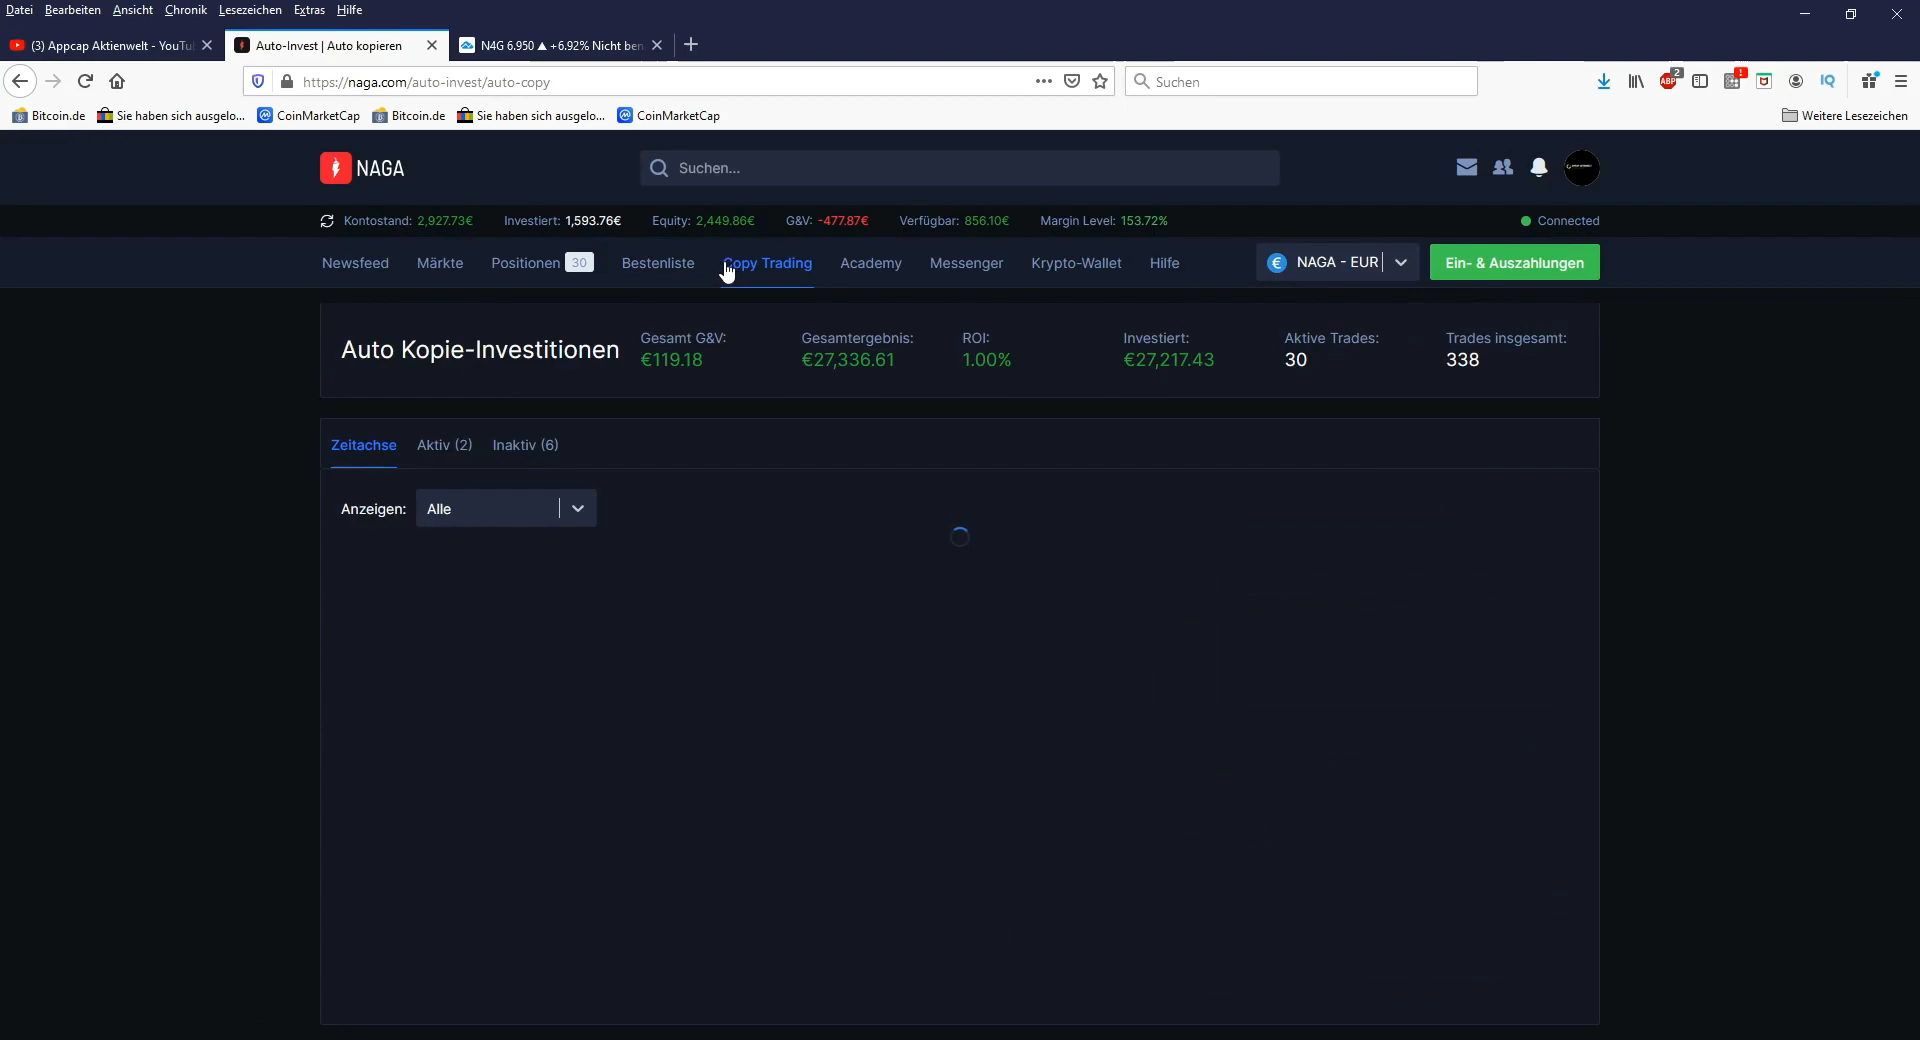 Datei Bearbeiten Ansicht Chronik Lesezeichen Extras Hilfe
(3) Appcap Aktienwelt - YouTu
Auto-Invest | Auto kopieren
N4G 6.950 ▲ +6.92% Nicht ben
https://naga.com/auto-invest/auto-copy
Suchen
ABP 2
!
IQ
Bitcoin.de Sie haben sich ausgelo... CoinMarketCap Bitcoin.de Sie haben sich ausgelo... CoinMarketCap Weitere Lesezeichen
NAGA
Suchen...
Kontostand: 2,927.73€ Investiert: 1,593.76€ Equity: 2,449.86€ G&V: -477.87€ Verfügbar: 856.10€ Margin Level: 153.72% Connected
Newsfeed Märkte Positionen 30 Bestenliste Copy Trading Academy Messenger Krypto-Wallet Hilfe € NAGA - EUR Ein- & Auszahlungen
Auto Kopie-Investitionen
Gesamt G&V: Gesamtergebnis: ROI: Investiert: Aktive Trades: Trades insgesamt:
€119.18 €27,336.61 1.00% €27,217.43 30 338
Zeitachse Aktiv (2) Inaktiv (6)
Anzeigen: Alle